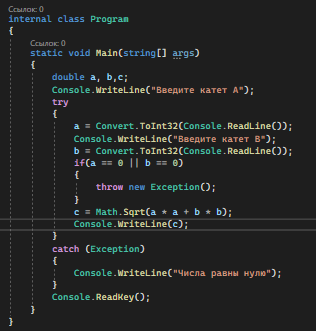 Ссылок: 0
internal class Program
{
Ссылок: 0
static void Main(string[] args)
{
double a, b,c;
Console.WriteLine("Введите катет A");
try
{
a = Convert.ToInt32(Console.ReadLine());
Console.WriteLine("Введите катет B");
b = Convert.ToInt32(Console.ReadLine());
if(a == 0 || b == 0)
{
throw new Exception();
}
c = Math.Sqrt(a * a + b * b);
Console.WriteLine(c);
}
catch (Exception)
{
Console.WriteLine("Числа равны нулю");
}
Console.ReadKey();
}
}